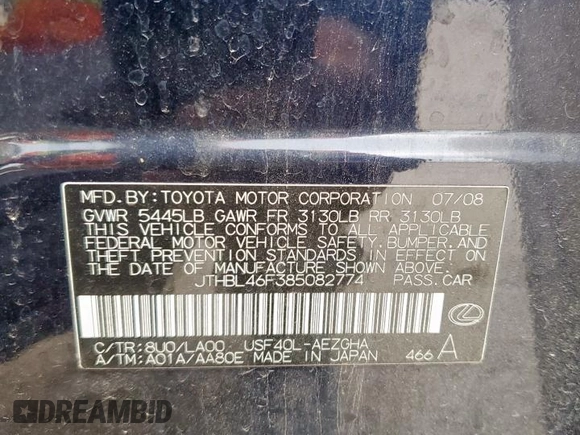 MFD. BY: TOYOTA MOTOR CORPORATION 07/08
GVWR 5445LB GAWR FR 3130LB RR 3130LB
THIS VEHICLE CONFORMS TO ALL APPLICABLE
FEDERAL MOTOR VEHICLE SAFETY, BUMPER, AND
THEFT PREVENTION STANDARDS IN EFFECT ON
THE DATE OF MANUFACTURE SHOWN ABOVE.
JTHBL46F385082774 PASS. CAR
C/TR: 8U0/LA00 USF40L-AEZGHA
A/TM: A01A/AA80E MADE IN JAPAN 466 A
DREAMBID